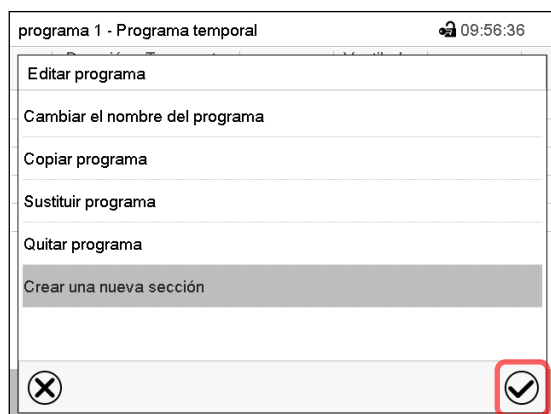 programa 1 - Programa temporal 09:56:36
Editar programa
Cambiar el nombre del programa
Copiar programa
Sustituir programa
Quitar programa
Crear una nueva sección